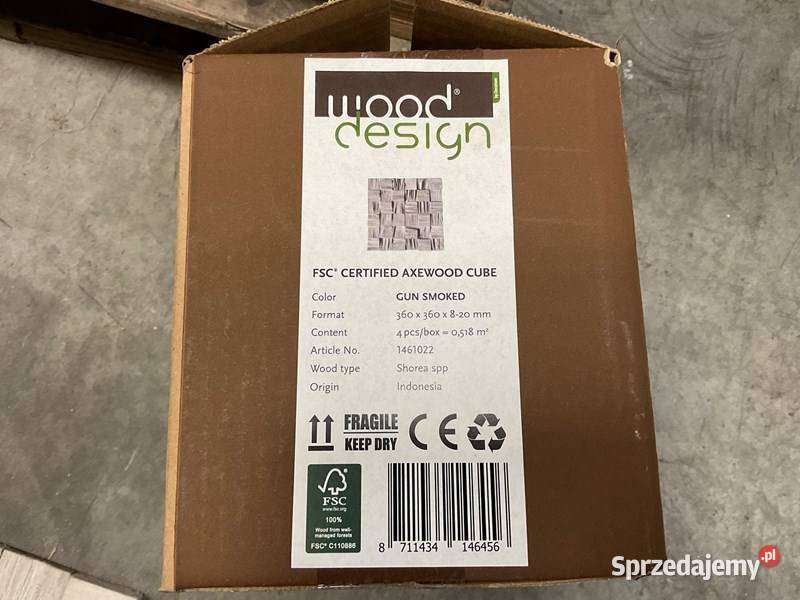 wood®
design
FSC® CERTIFIED AXEWOOD CUBE
Color GUN SMOKED
Format 360 x 360 x 8-20 mm
Content 4 pcs/box = 0,518 m²
Article No. 1461022
Wood type Shorea spp
Origin Indonesia
FRAGILE
KEEP DRY
CE
FSC
www.fsc.org
100%
Wood from well-
managed forests
FSC® C110886
8 711434 146456
Sprzedajemy.pl